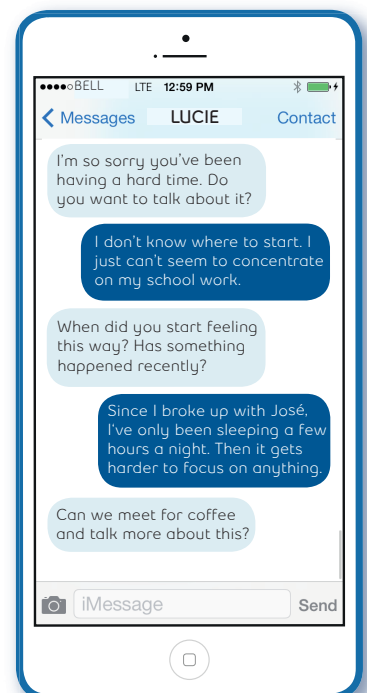 BELL LTE 12:59 PM
Messages LUCIE Contact
I'm so sorry you've been
having a hard time. Do
you want to talk about it?
I don't know where to start. I
just can't seem to concentrate
on my school work.
When did you start feeling
this way? Has something
happened recently?
Since I broke up with José,
I've only been sleeping a few
hours a night. Then it gets
harder to focus on anything.
Can we meet for coffee
and talk more about this?
iMessage Send